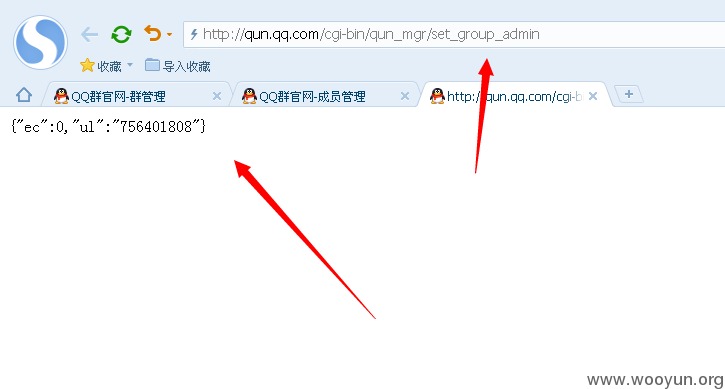 http://qun.qq.com/cgi-bin/qun_mgr/set_group_admin
收藏 导入收藏
QQ群官网-群管理 QQ群官网-成员管理 http://qun.qq.com/cgi-b
{"ec":0,"ul":"756401808"}
www.wooyun.org